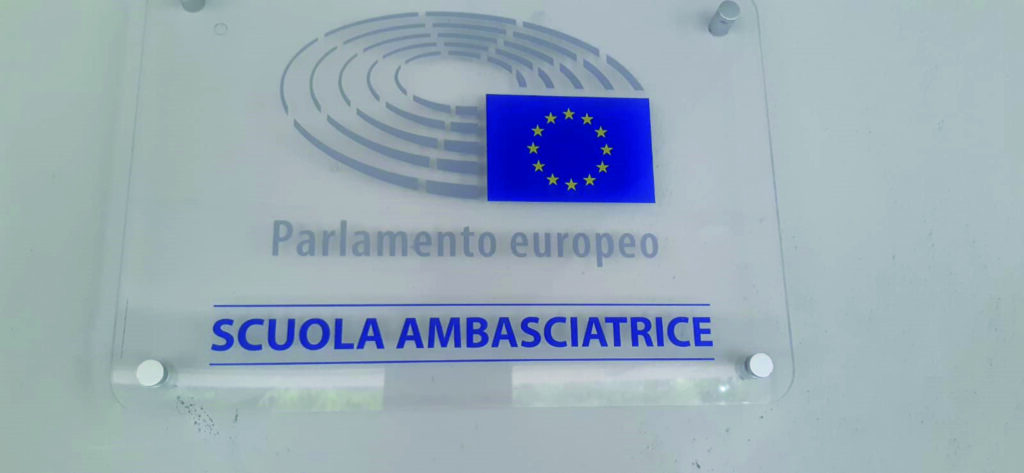 Parlamento europeo
SCUOLA AMBASCIATRICE